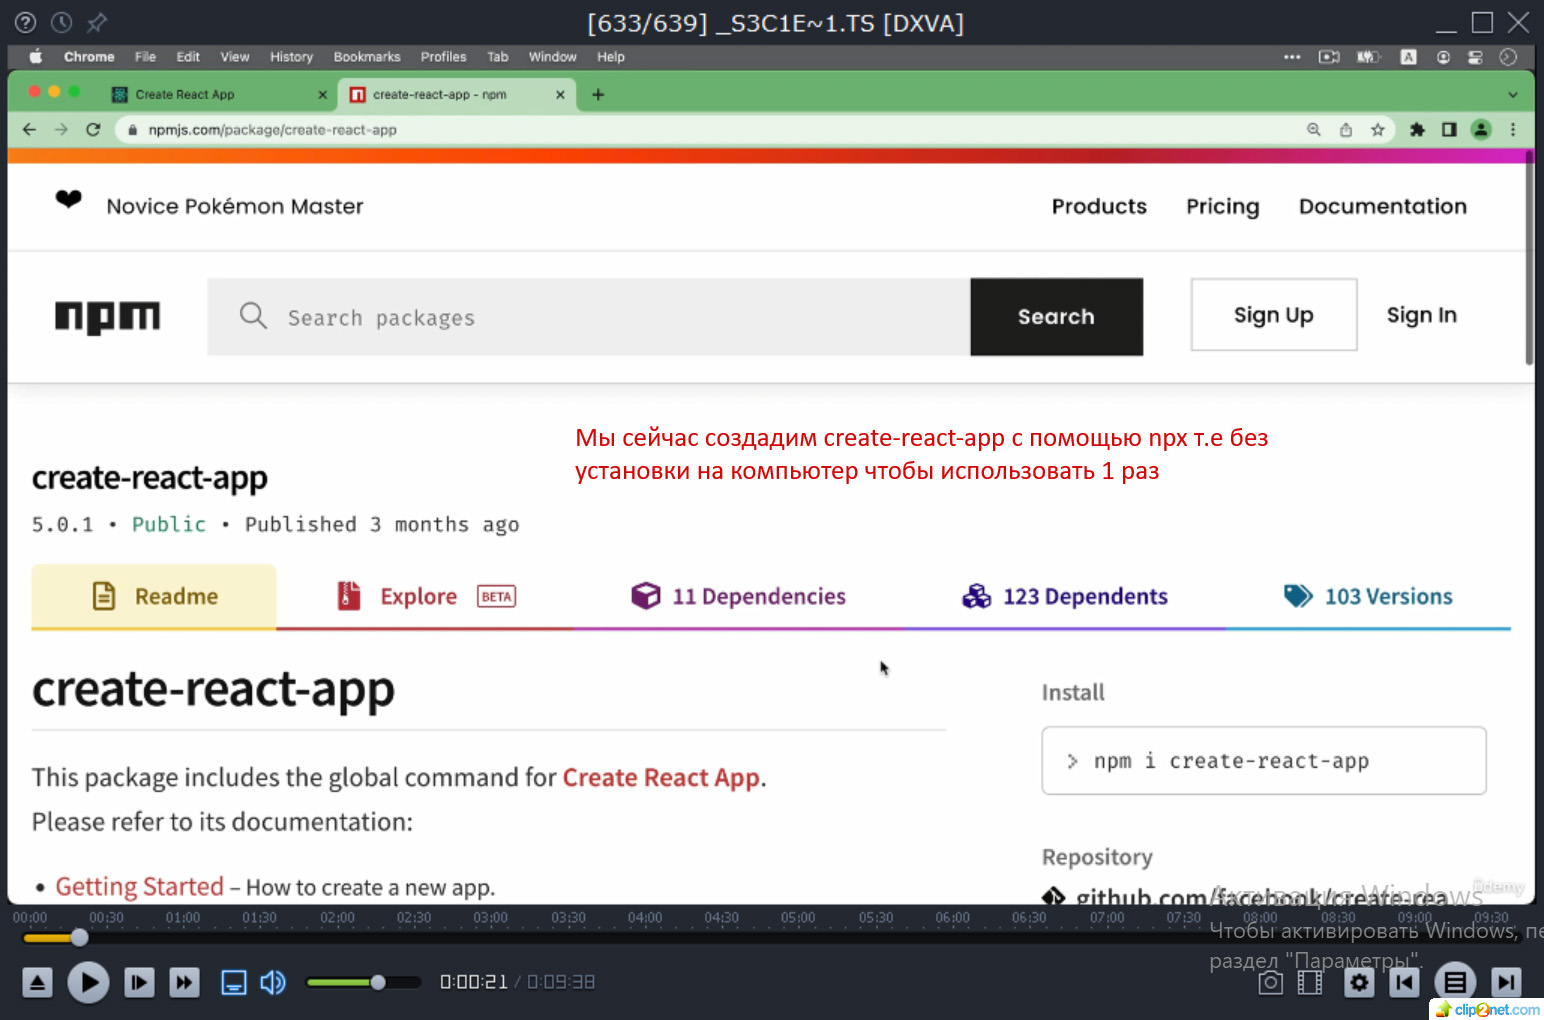 [633/639] _S3C1E~1.TS [DXVA]
Chrome File Edit View History Bookmarks Profiles Tab Window Help
Create React App
create-react-app - npm
npmjs.com/package/create-react-app
Novice Pokémon Master
Products Pricing Documentation
npm
Search packages
Search
Sign Up
Sign In
Мы сейчас создадим create-react-app с помощью npx т.е без
установки на компьютер чтобы использовать 1 раз
create-react-app
5.0.1 • Public • Published 3 months ago
Readme
Explore BETA
11 Dependencies
123 Dependents
103 Versions
create-react-app
This package includes the global command for Create React App.
Please refer to its documentation:
• Getting Started – How to create a new app.
Install
> npm i create-react-app
Repository
github.com/facebook/create-rea
ûdemy
Активация Windows
Чтобы активировать Windows, пе
раздел "Параметры".
00:00 00:30 01:00 01:30 02:00 02:30 03:00 03:30 04:00 04:30 05:00 05:30 06:00 06:30 07:00 07:30 08:00 08:30 09:00 09:30
0:00:21 / 0:09:38
clip2net.com